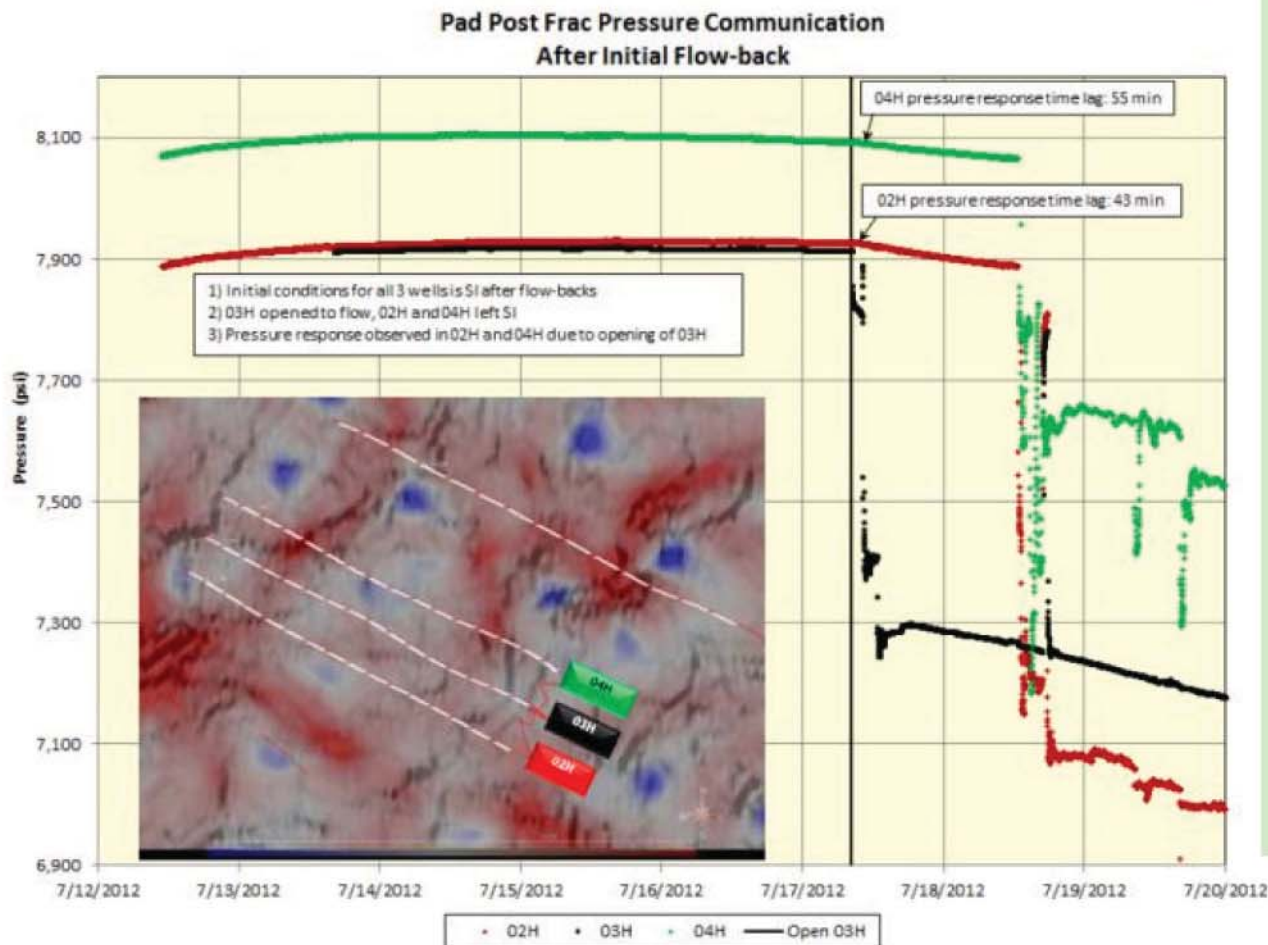 Pad Post Frac Pressure Communication
After Initial Flow-back
04H pressure response time lag: 55 min
8,100
02H pressure response time lag: 43 min
7,900
1) Initial conditions for all 3 wells is SI after flow-backs
2) 03H opened to flow, 02H and 04H left SI
3) Pressure response observed in 02H and 04H due to opening of 03H
7,700
Pressure (psi)
7,500
7,300
04H
03H
02H
7,100
6,900
7/12/2012 7/13/2012 7/14/2012 7/15/2012 7/16/2012 7/17/2012 7/18/2012 7/19/2012 7/20/2012
02H 03H 04H Open 03H